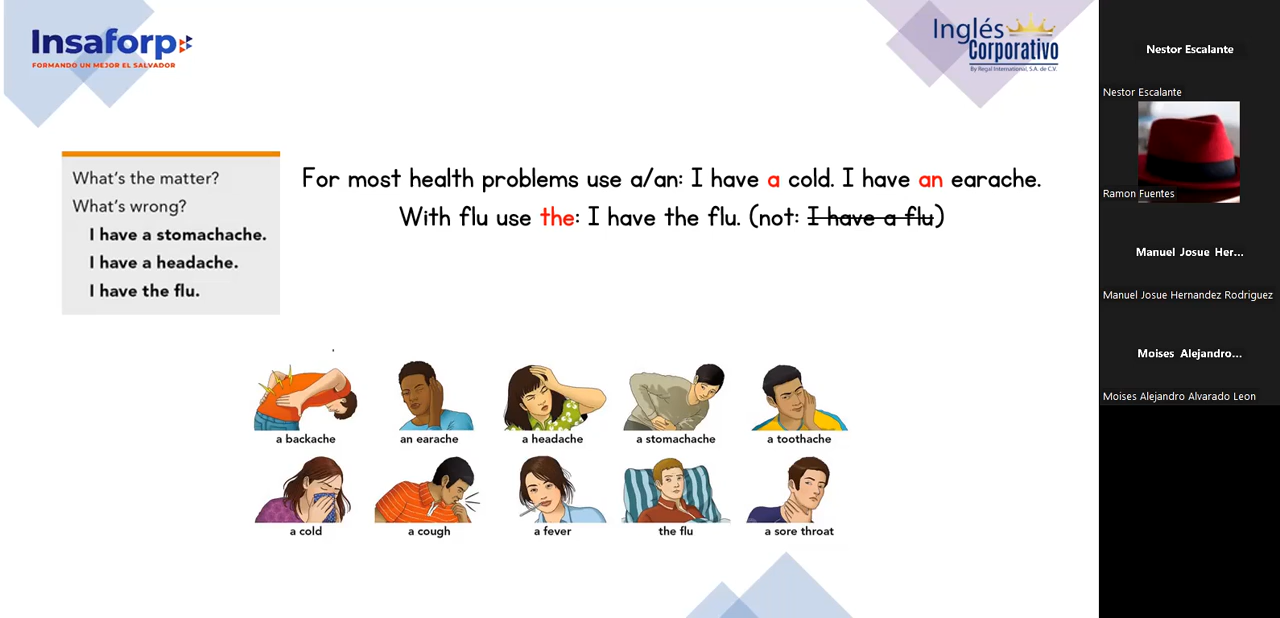 Insaforp
FORMANDO UN MEJOR EL SALVADOR
Inglés
Corporativo
By Regal International, S.A. de C.V.
What's the matter?
What's wrong?
I have a stomachache.
I have a headache.
I have the flu.
For most health problems use a/an: I have a cold. I have an earache.
With flu use the: I have the flu. (not: I have a flu)
a backache
an earache
a headache
a stomachache
a toothache
a cold
a cough
a fever
the flu
a sore throat
Nestor Escalante
Nestor Escalante
Ramon Fuentes
Manuel Josue Her...
Manuel Josue Hernandez Rodriguez
Moises Alejandro...
Moises Alejandro Alvarado Leon